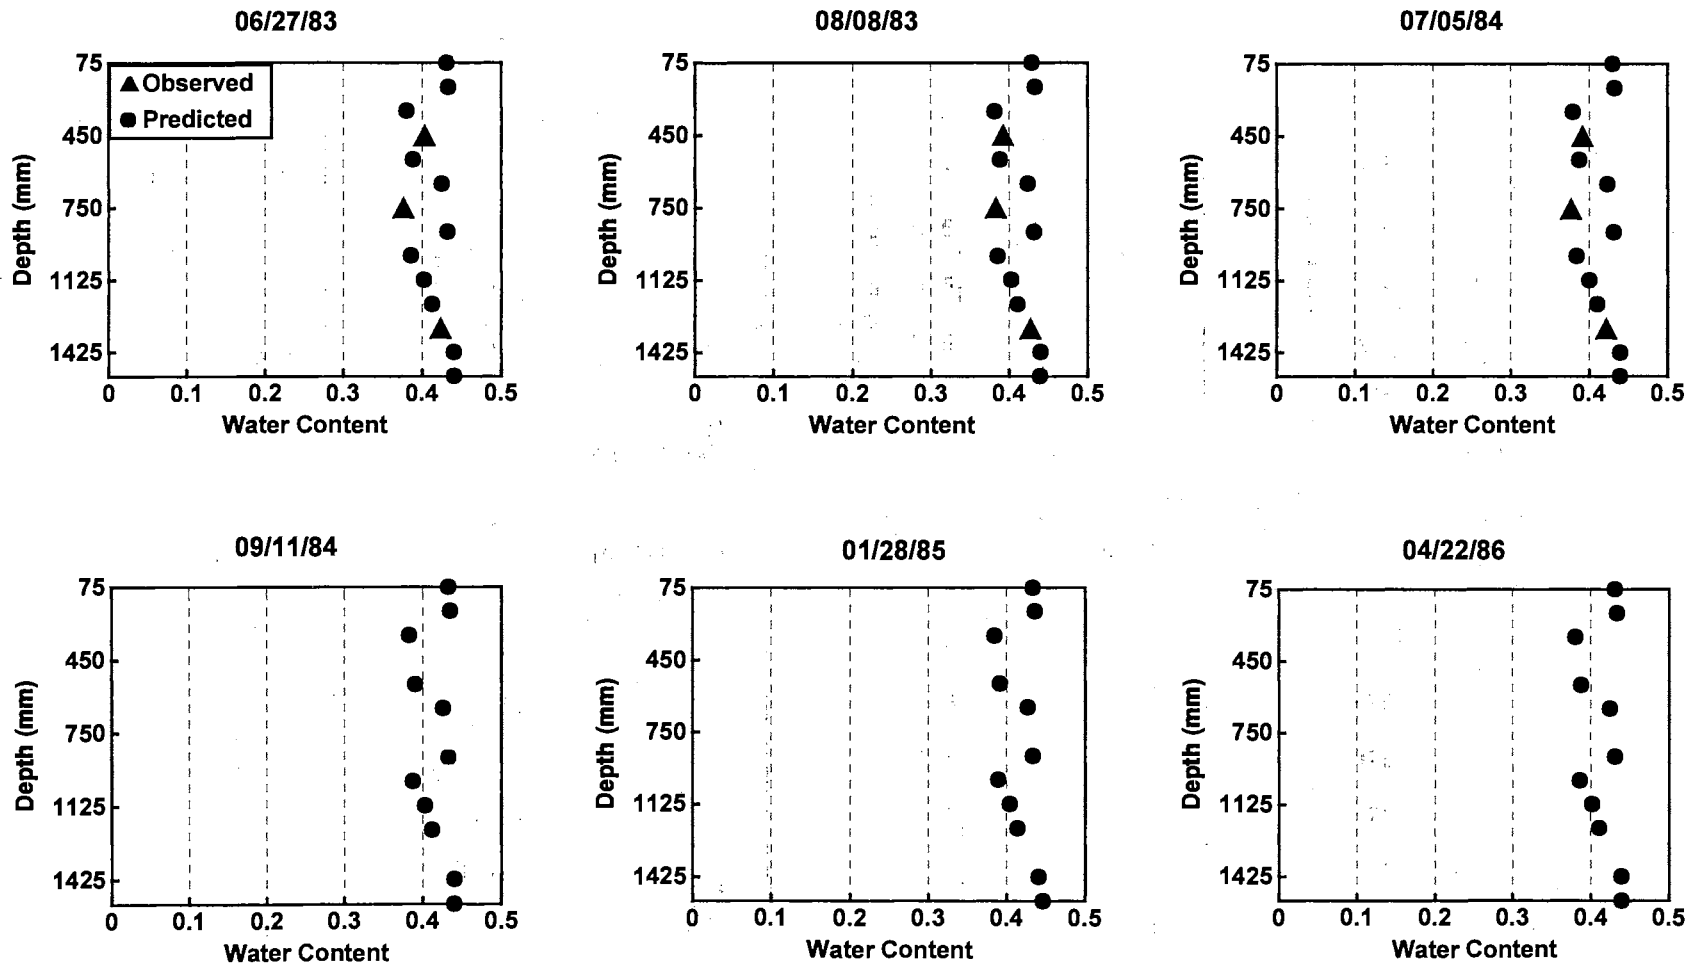 06/27/83
08/08/83
07/05/84
Observed
Predicted
75
450
750
1125
1425
Depth (mm)
0 0.1 0.2 0.3 0.4 0.5
Water Content
75
450
750
1125
1425
Depth (mm)
0 0.1 0.2 0.3 0.4 0.5
Water Content
75
450
750
1125
1425
Depth (mm)
0 0.1 0.2 0.3 0.4 0.5
Water Content
09/11/84
01/28/85
04/22/86
75
450
750
1125
1425
Depth (mm)
0 0.1 0.2 0.3 0.4 0.5
Water Content
75
450
750
1125
1425
Depth (mm)
0 0.1 0.2 0.3 0.4 0.5
Water Content
75
450
750
1125
1425
Depth (mm)
0 0.1 0.2 0.3 0.4 0.5
Water Content